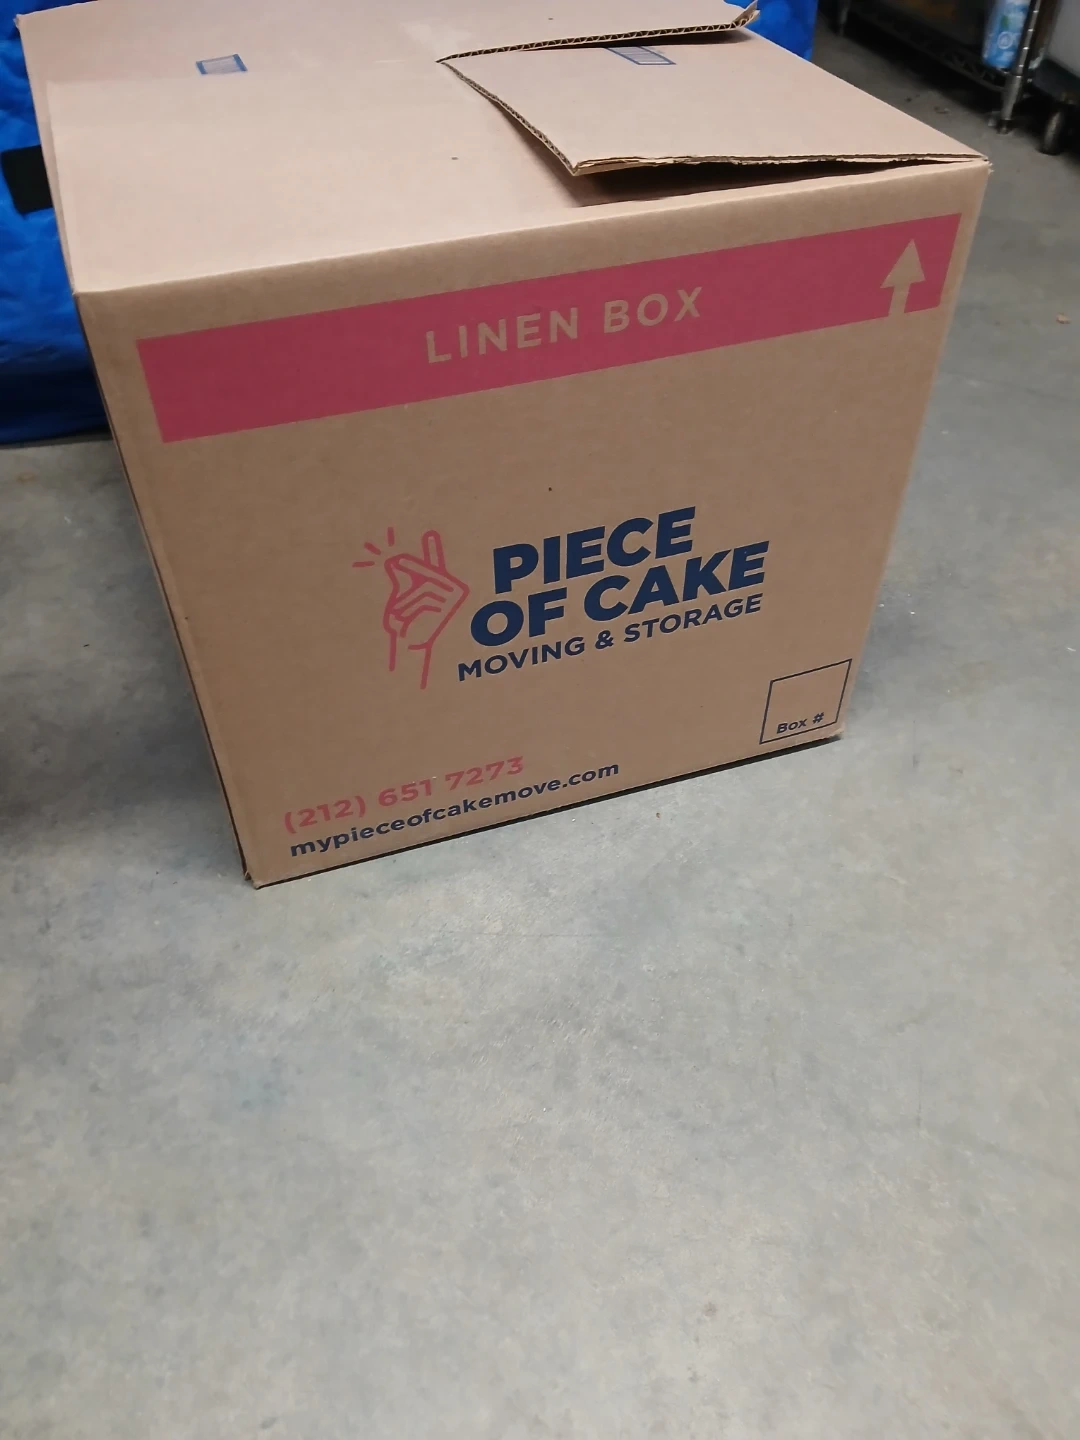 LINEN BOX
PIECE
OF CAKE
MOVING & STORAGE
Box #
(212) 651 7273
mypieceofcakemove.com